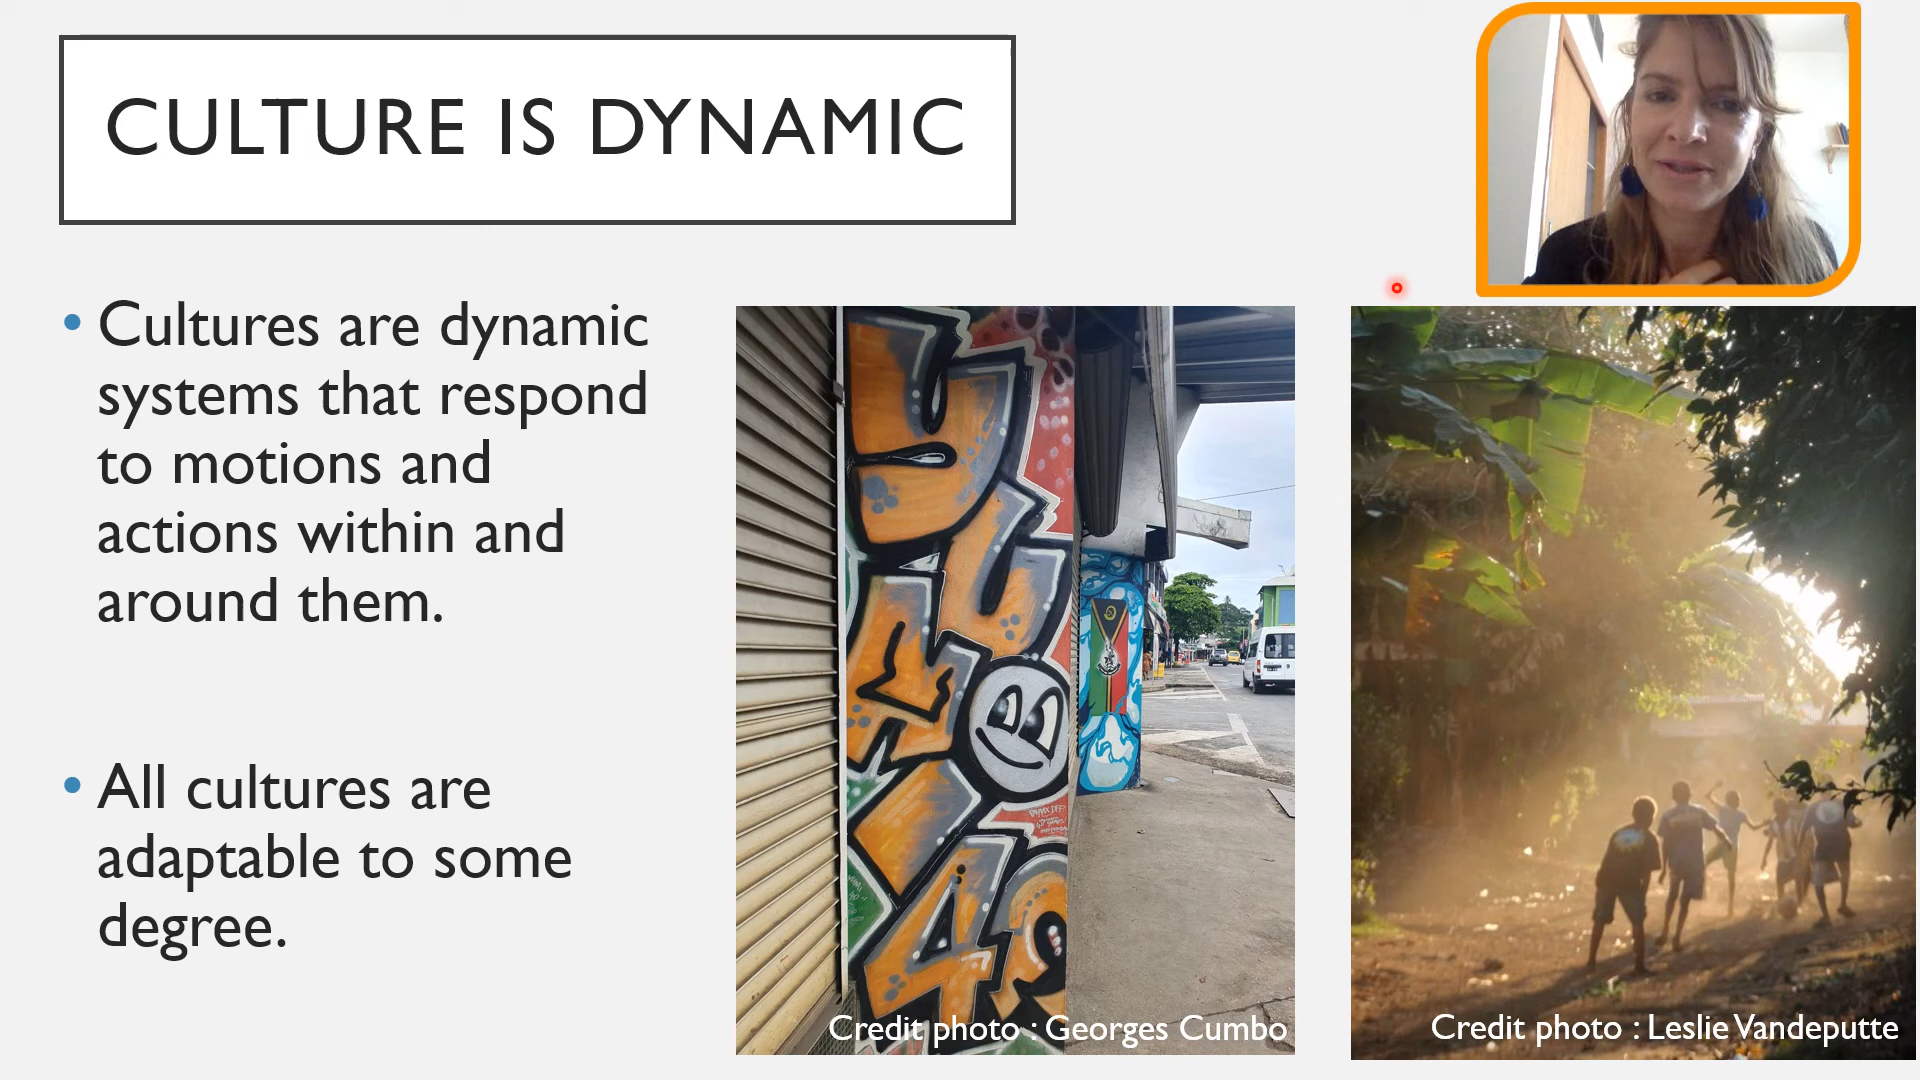 CULTURE IS DYNAMIC
• Cultures are dynamic
systems that respond
to motions and
actions within and
around them.
• All cultures are
adaptable to some
degree.
Credit photo : Georges Cumbo
Credit photo : Leslie Vandeputte